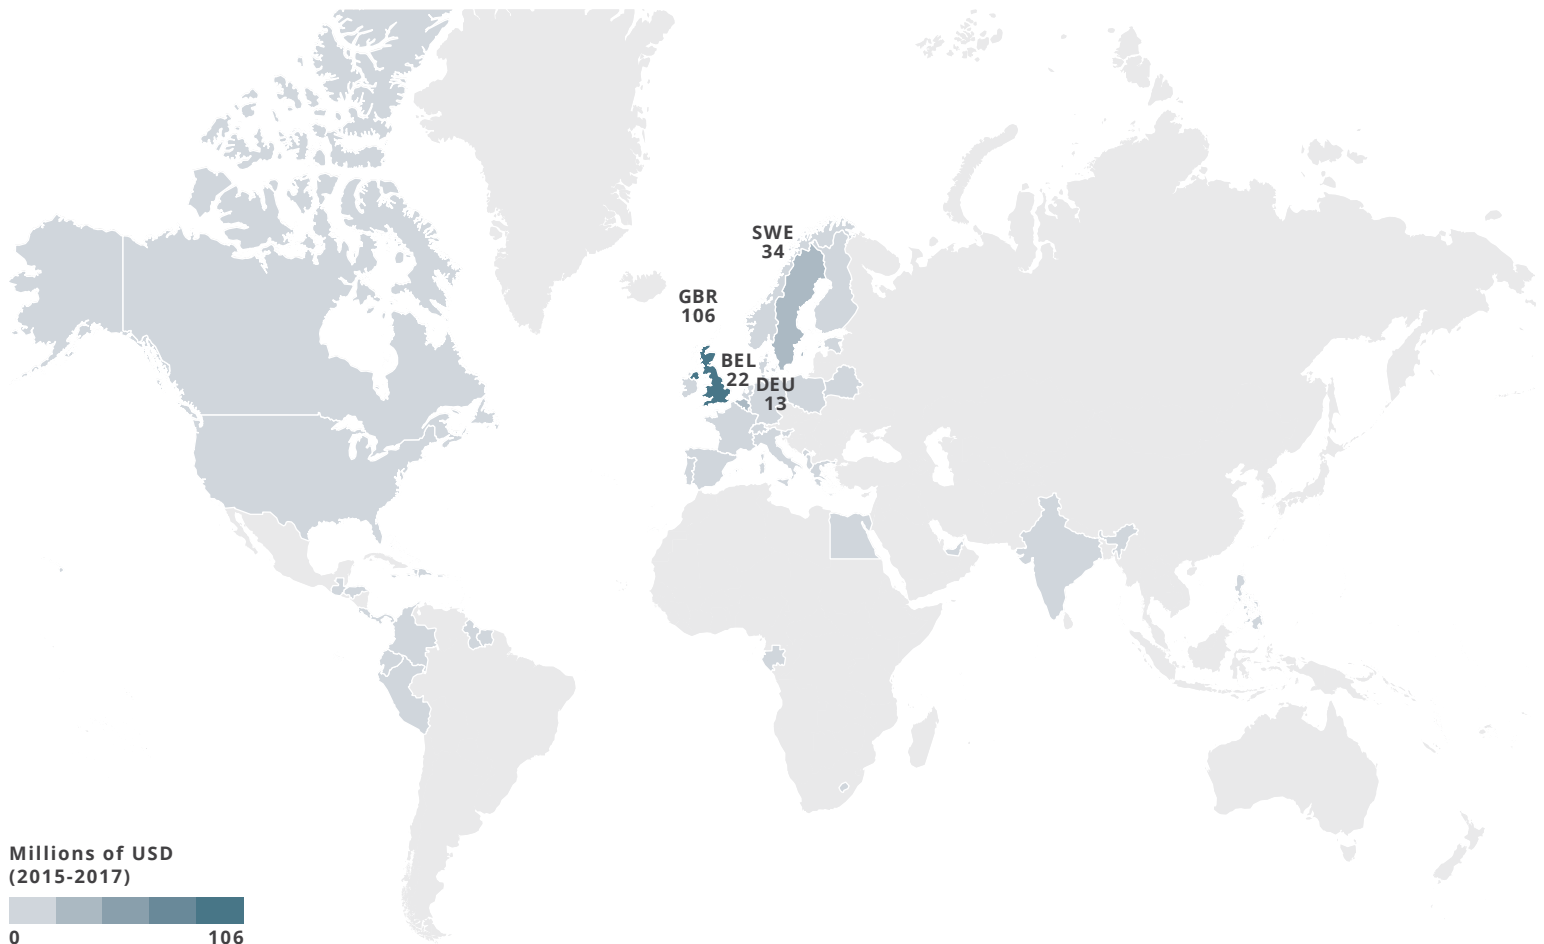 SWE
34
GBR
106
BEL
22
DEU
13
Millions of USD
(2015-2017)
0 106